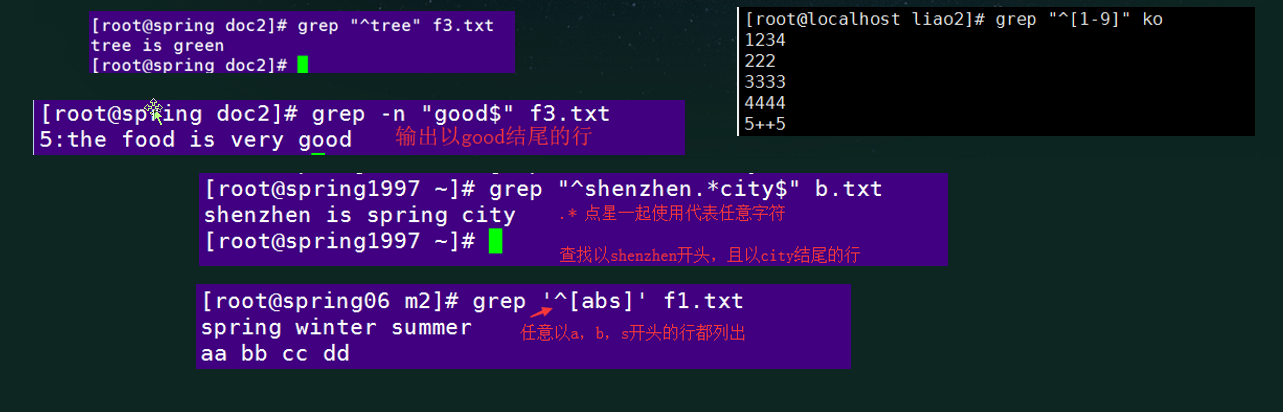 [root@spring doc2]# grep "^tree" f3.txt
tree is green
[root@spring doc2]#
[root@localhost liao2]# grep "^[1-9]" ko
1234
222
3333
4444
5++5
[root@spring doc2]# grep -n "good$" f3.txt
5:the food is very good
输出以good结尾的行
[root@spring1997 ~]# grep "^shenzhen.*city$" b.txt
shenzhen is spring city
.* 点星一起使用代表任意字符
[root@spring1997 ~]#
查找以shenzhen开头，且以city结尾的行
[root@spring06 m2]# grep '^[abs]' f1.txt
spring winter summer
任意以a，b，s开头的行都列出
aa bb cc dd